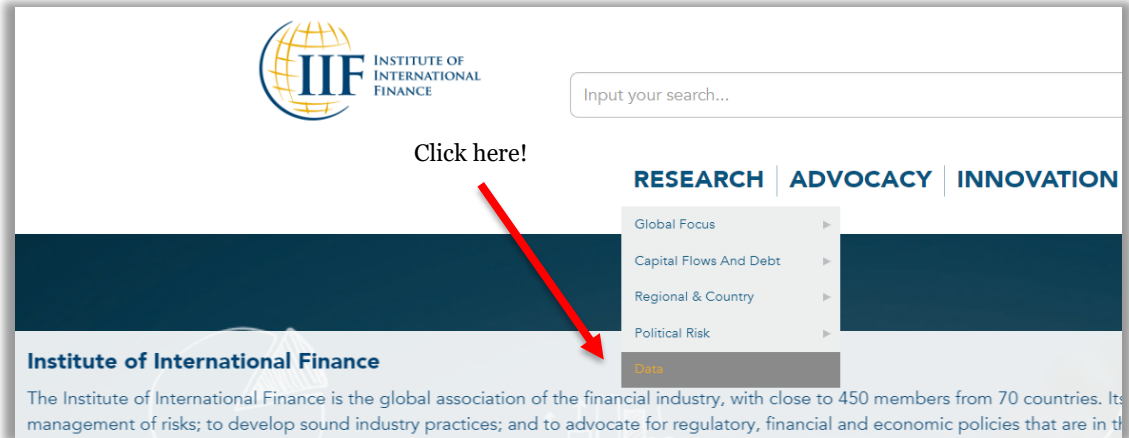 IIF
INSTITUTE OF
INTERNATIONAL
FINANCE
Input your search...
Click here!
RESEARCH ADVOCACY INNOVATION
Global Focus
Capital Flows And Debt
Regional & Country
Political Risk
Data
Institute of International Finance
The Institute of International Finance is the global association of the financial industry, with close to 450 members from 70 countries. Its
management of risks; to develop sound industry practices; and to advocate for regulatory, financial and economic policies that are in